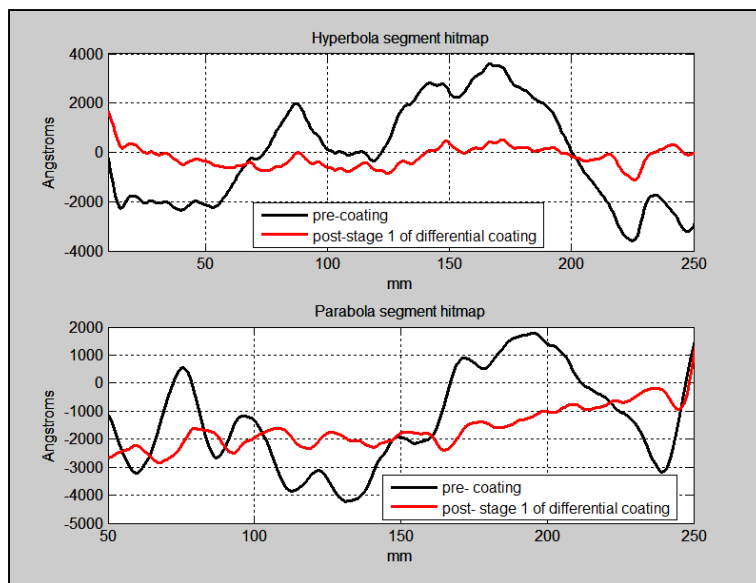 Hyperbola segment hitmap
4000
2000
0
-2000
-4000
Angstroms
pre-coating
post-stage 1 of differential coating
50
100
150
200
250
mm
Parabola segment hitmap
2000
1000
0
-1000
-2000
-3000
-4000
-5000
Angstroms
pre- coating
post- stage 1 of differential coating
50
100
150
200
250
mm